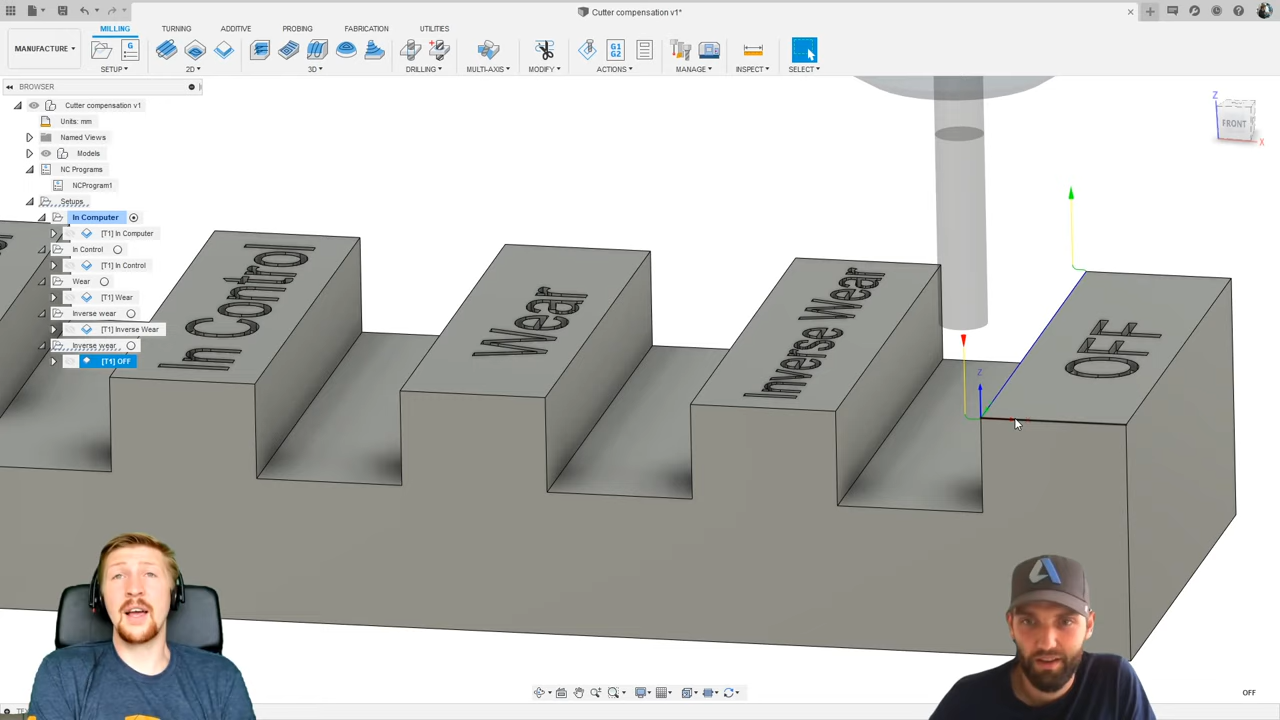 Cutter compensation v1*
MILLING TURNING ADDITIVE PROBING FABRICATION UTILITIES
MANUFACTURE
G1
G2
SETUP 2D 3D DRILLING MULTI-AXIS MODIFY ACTIONS MANAGE INSPECT SELECT
BROWSER
Cutter compensation v1
Units: mm
Named Views
Models
NC Programs
NCProgram1
Setups
In Computer
[T1] In Computer
In Control
[T1] In Control
Wear
[T1] Wear
Inverse wear
[T1] Inverse Wear
Inverse wear
[T1] OFF
In Control
Wear
Inverse Wear
OFF
Z
Z
FRONT
X
OFF